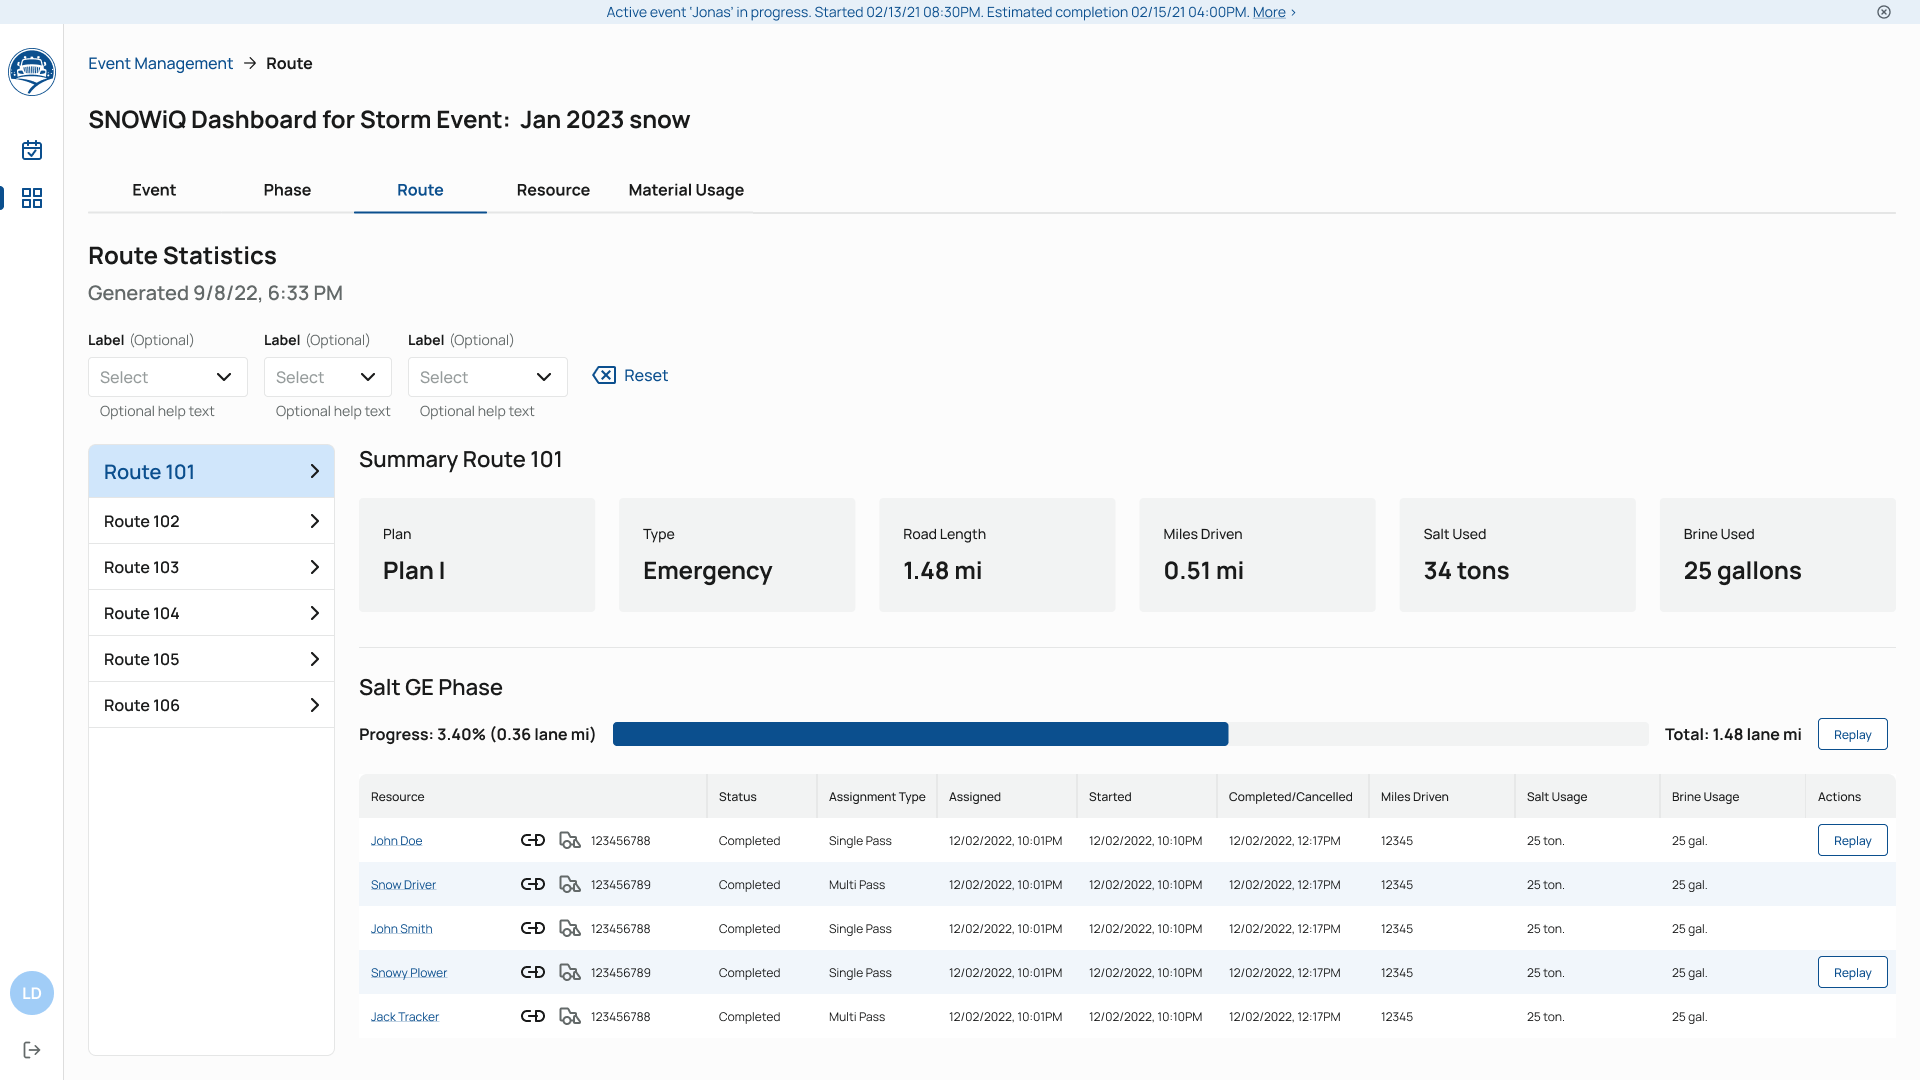 Active event 'Jonas' in progress. Started 02/13/21 08:30PM. Estimated completion 02/15/21 04:00PM. More ›
Event Management → Route
SNOWiQ Dashboard for Storm Event: Jan 2023 snow
Event Phase Route Resource Material Usage
Route Statistics
Generated 9/8/22, 6:33 PM
Label (Optional) Label (Optional) Label (Optional)
Select Select Select Reset
Optional help text Optional help text Optional help text
Route 101
Route 102
Route 103
Route 104
Route 105
Route 106
Summary Route 101
Plan Type Road Length Miles Driven Salt Used Brine Used
Plan I Emergency 1.48 mi 0.51 mi 34 tons 25 gallons
Salt GE Phase
Progress: 3.40% (0.36 lane mi) Total: 1.48 lane mi Replay
Resource Status Assignment Type Assigned Started Completed/Cancelled Miles Driven Salt Usage Brine Usage Actions
John Doe 123456788 Completed Single Pass 12/02/2022, 10:01PM 12/02/2022, 10:10PM 12/02/2022, 12:17PM 12345 25 ton. 25 gal. Replay
Snow Driver 123456789 Completed Multi Pass 12/02/2022, 10:01PM 12/02/2022, 10:10PM 12/02/2022, 12:17PM 12345 25 ton. 25 gal.
John Smith 123456788 Completed Single Pass 12/02/2022, 10:01PM 12/02/2022, 10:10PM 12/02/2022, 12:17PM 12345 25 ton. 25 gal.
Snowy Plower 123456789 Completed Single Pass 12/02/2022, 10:01PM 12/02/2022, 10:10PM 12/02/2022, 12:17PM 12345 25 ton. 25 gal. Replay
Jack Tracker 123456788 Completed Multi Pass 12/02/2022, 10:01PM 12/02/2022, 10:10PM 12/02/2022, 12:17PM 12345 25 ton. 25 gal.
LD